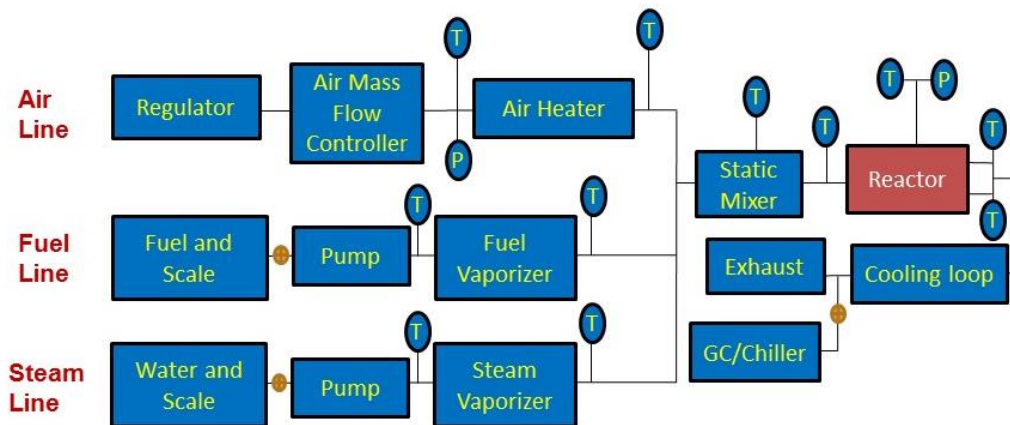 T
T
Air
Line
Regulator
Air Mass
Flow
Controller
Air Heater
P
T
T
T
P
T
Static
Mixer
Reactor
T
Fuel
Line
Fuel and
Scale
Pump
T
Fuel
Vaporizer
T
Exhaust
Cooling loop
GC/Chiller
Steam
Line
Water and
Scale
Pump
T
Steam
Vaporizer
T